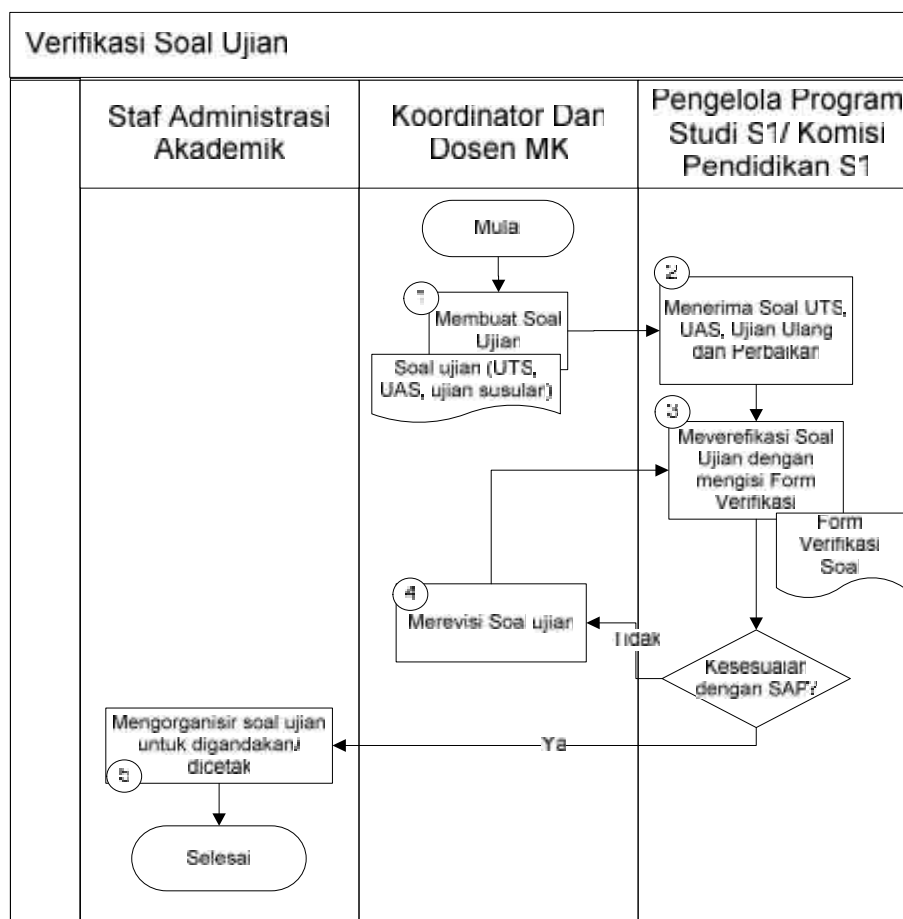 Verifikasi Soal Ujian
Staf Administrasi
Akademik
Koordinator Dan
Dosen MK
Pengelola Program
Studi S1/ Komisi
Pendidikan S1
Mulai
1
Membuat Soal
Ujian
Soal ujian (UTS,
UAS, ujian susulan)
2
Menerima Soal UTS,
UAS, Ujian Ulang
dan Perbaikan
3
Meverefikasi Soal
Ujian dengan
mengisi Form
Verifikasi
Form
Verifikasi
Soal
4
Merevisi Soal ujian
Tidak
Kesesuaian
dengan SAP?
Ya
Mengorganisir soal ujian
untuk digandakan/
dicetak
5
Selesai